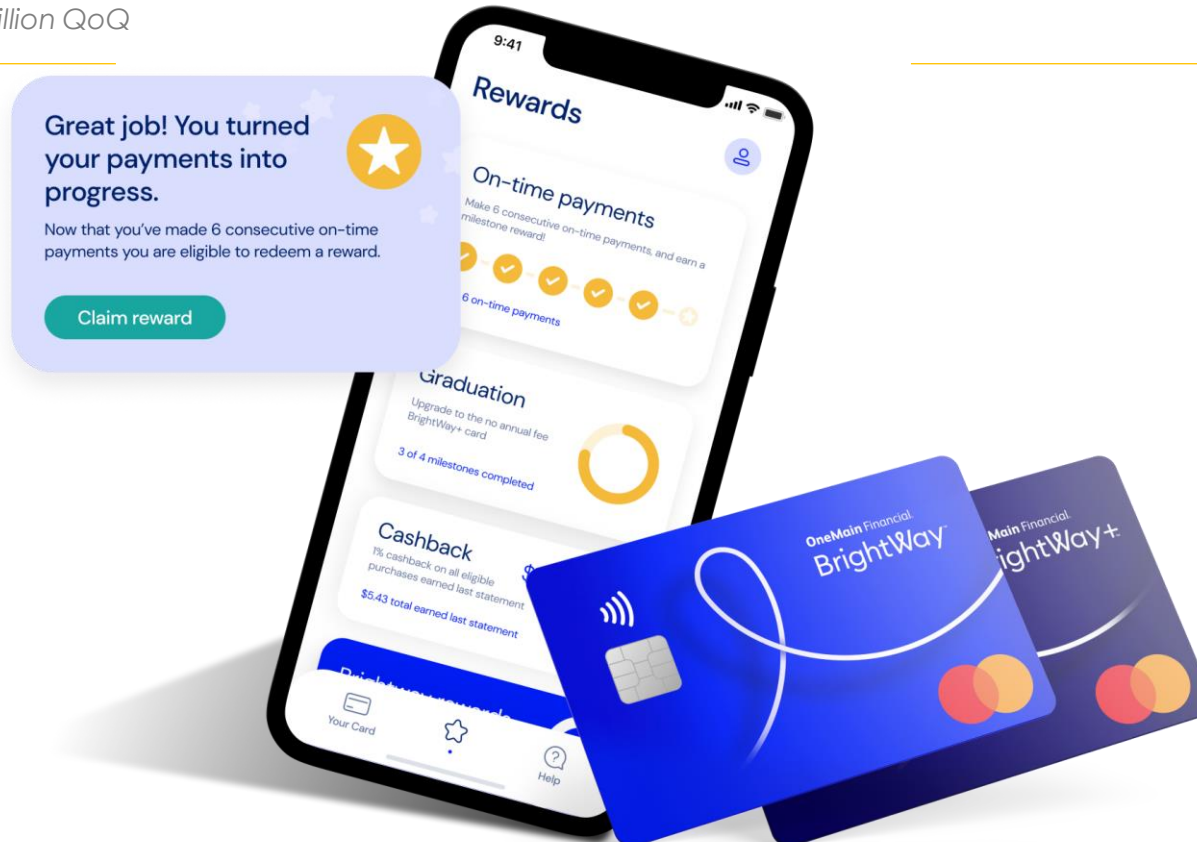 QoQ
9:41
Rewards
Great job! You turned
your payments into
progress.
Now that you've made 6 consecutive on-time
payments you are eligible to redeem a reward.
Claim reward
On-time payments
Make 6 consecutive on-time payments, and earn a
milestone reward!
6 on-time payments
Graduation
Upgrade to the no annual fee
BrightWay+ card
3 of 4 milestones completed
Cashback
1% cashback on all eligible
purchases earned last statement
$5.43 total earned last statement
$
Your Card
Help
OneMain Financial.
BrightWay
Main Financial.
ightWay+